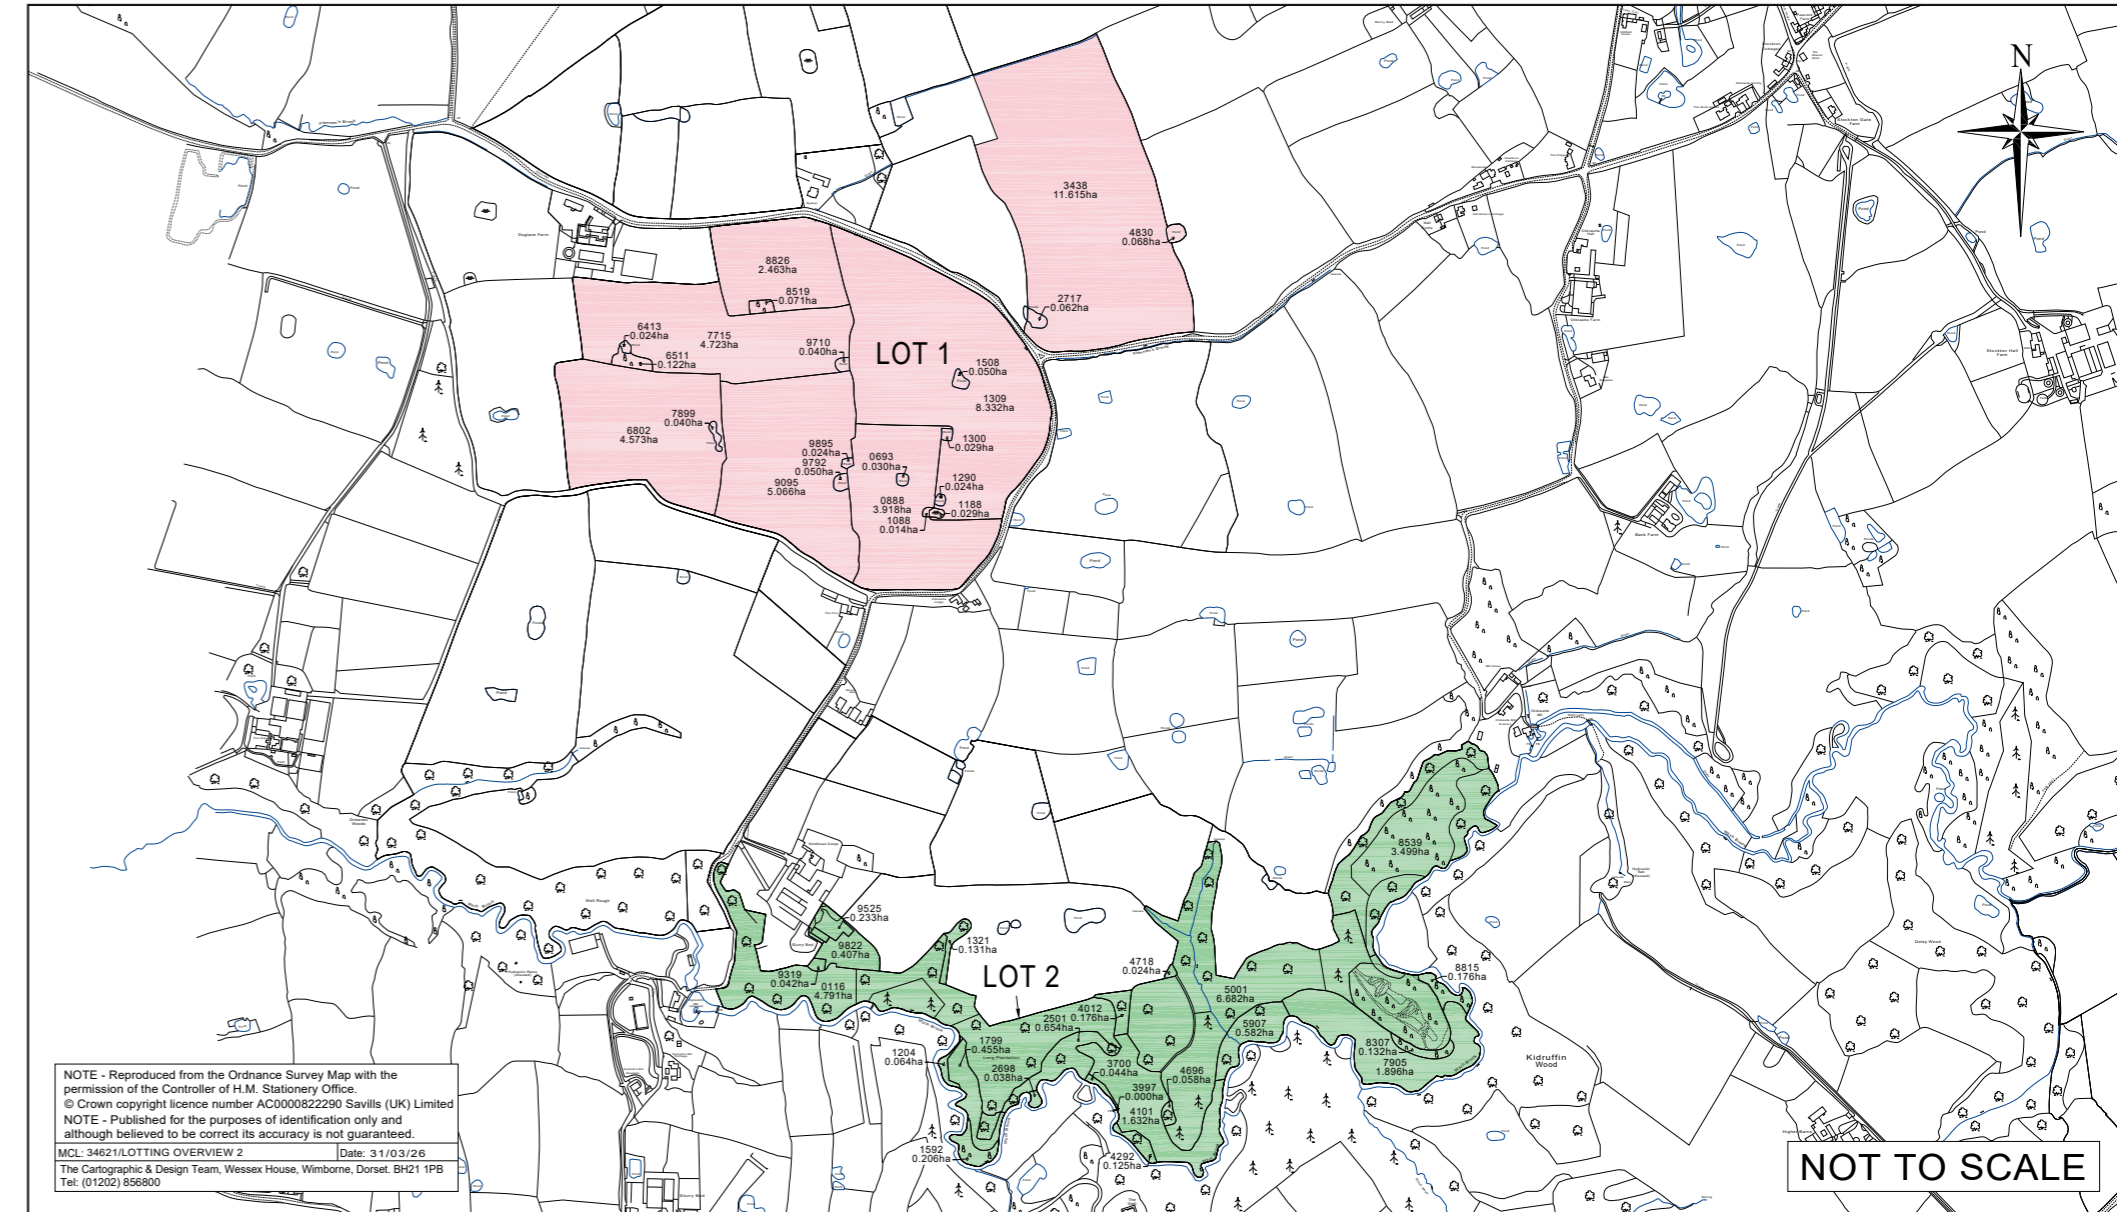 N
3438
11.615ha
4830
0.068ha
2717
0.062ha
8826
2.463ha
8519
0.071ha
6413
0.024ha
7715
4.723ha
6511
0.122ha
9710
0.040ha
LOT 1
1508
0.050ha
1309
8.332ha
7899
0.040ha
6802
4.573ha
9895
0.024ha
9792
0.050ha
9095
5.066ha
0693
0.030ha
1300
0.029ha
1290
0.024ha
0888
3.918ha
1188
0.029ha
1088
0.014ha
Stockton Gate
Farm
Stockton Hall
Farm
Bank Farm
8539
3.499ha
9525
0.233ha
9822
0.407ha
1321
0.131ha
9319
0.042ha
0116
4.791ha
LOT 2
4718
0.024ha
8815
0.176ha
5001
6.682ha
4012
0.176ha
2501
0.654ha
5907
0.582ha
1799
0.455ha
Long Plantation
1204
0.064ha
2698
0.038ha
3700
0.044ha
8307
0.132ha
7905
1.896ha
4696
0.058ha
3997
0.000ha
4101
1.632ha
1592
0.206ha
4292
0.125ha
Kidruffin
Wood
NOTE - Reproduced from the Ordnance Survey Map with the
permission of the Controller of H.M. Stationery Office.
© Crown copyright licence number AC0000822290 Savills (UK) Limited
NOTE - Published for the purposes of identification only and
although believed to be correct its accuracy is not guaranteed.
MCL: 34621/LOTTING OVERVIEW 2
Date: 31/03/26
The Cartographic & Design Team, Wessex House, Wimborne, Dorset. BH21 1PB
Tel: (01202) 856800
NOT TO SCALE